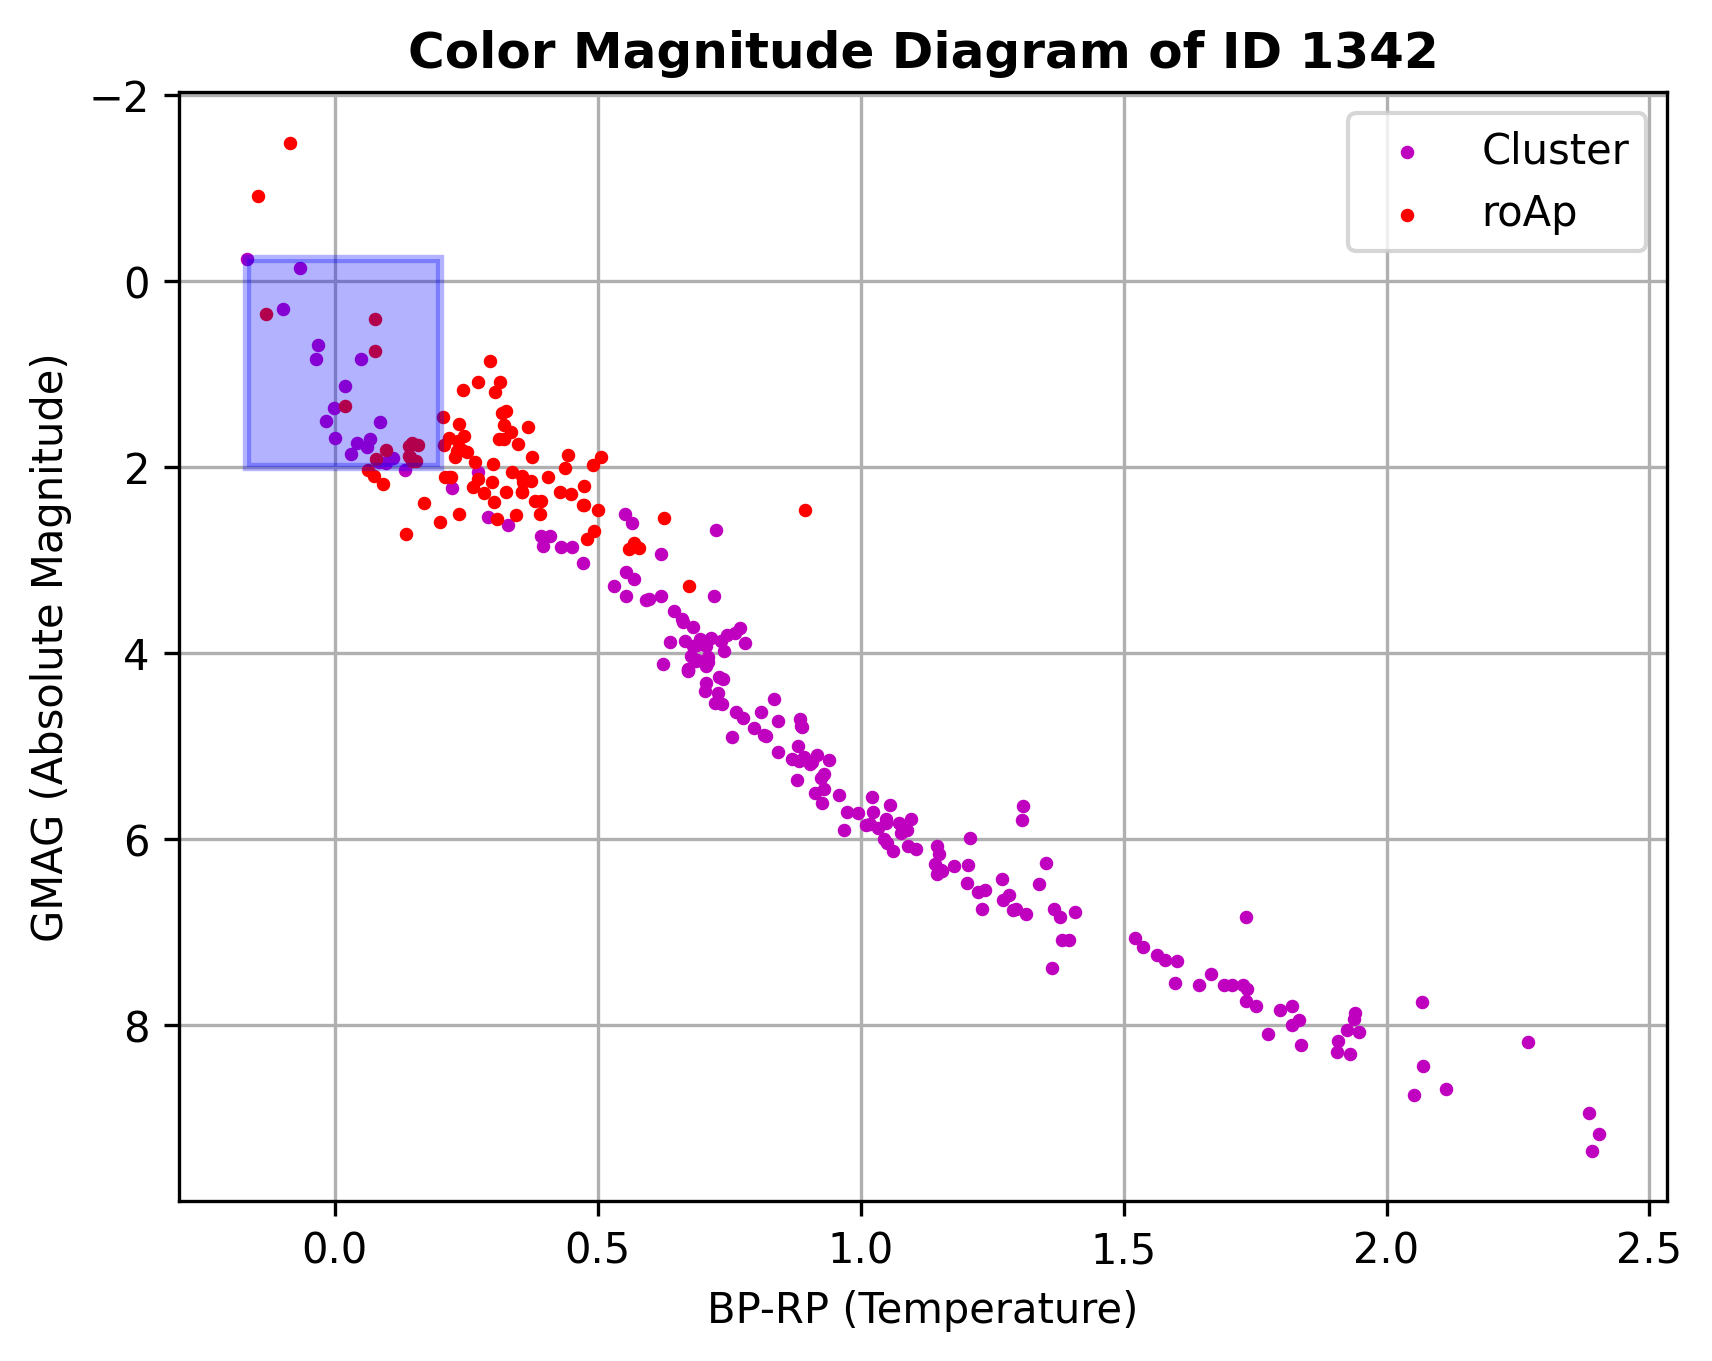 Color Magnitude Diagram of ID 1342
−2
0
2
4
6
8
GMAG (Absolute Magnitude)
Cluster
roAp
0.0
0.5
1.0
1.5
2.0
2.5
BP-RP (Temperature)